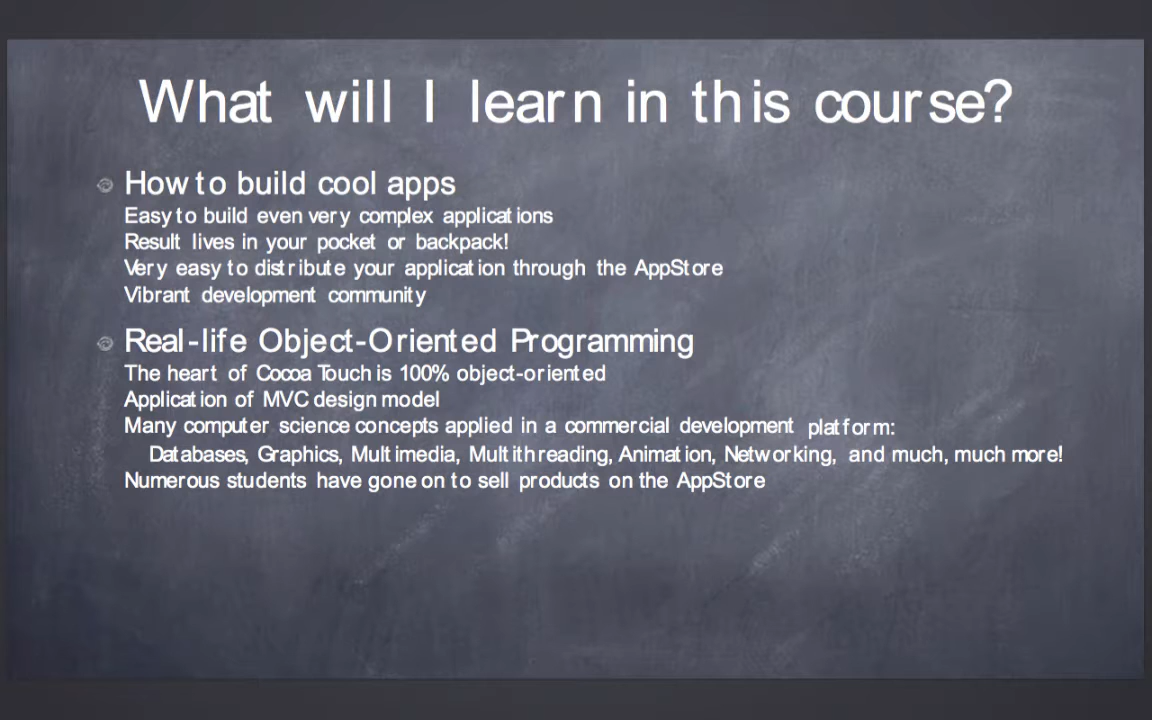 What will I learn in this course?
How to build cool apps
Easy to build even very complex applications
Result lives in your pocket or backpack!
Very easy to distribute your application through the AppStore
Vibrant development community
Real-life Object-Oriented Programming
The heart of Cocoa Touch is 100% object-oriented
Application of MVC design model
Many computer science concepts applied in a commercial development platform:
Databases, Graphics, Multimedia, Multithreading, Animation, Networking, and much, much more!
Numerous students have gone on to sell products on the AppStore